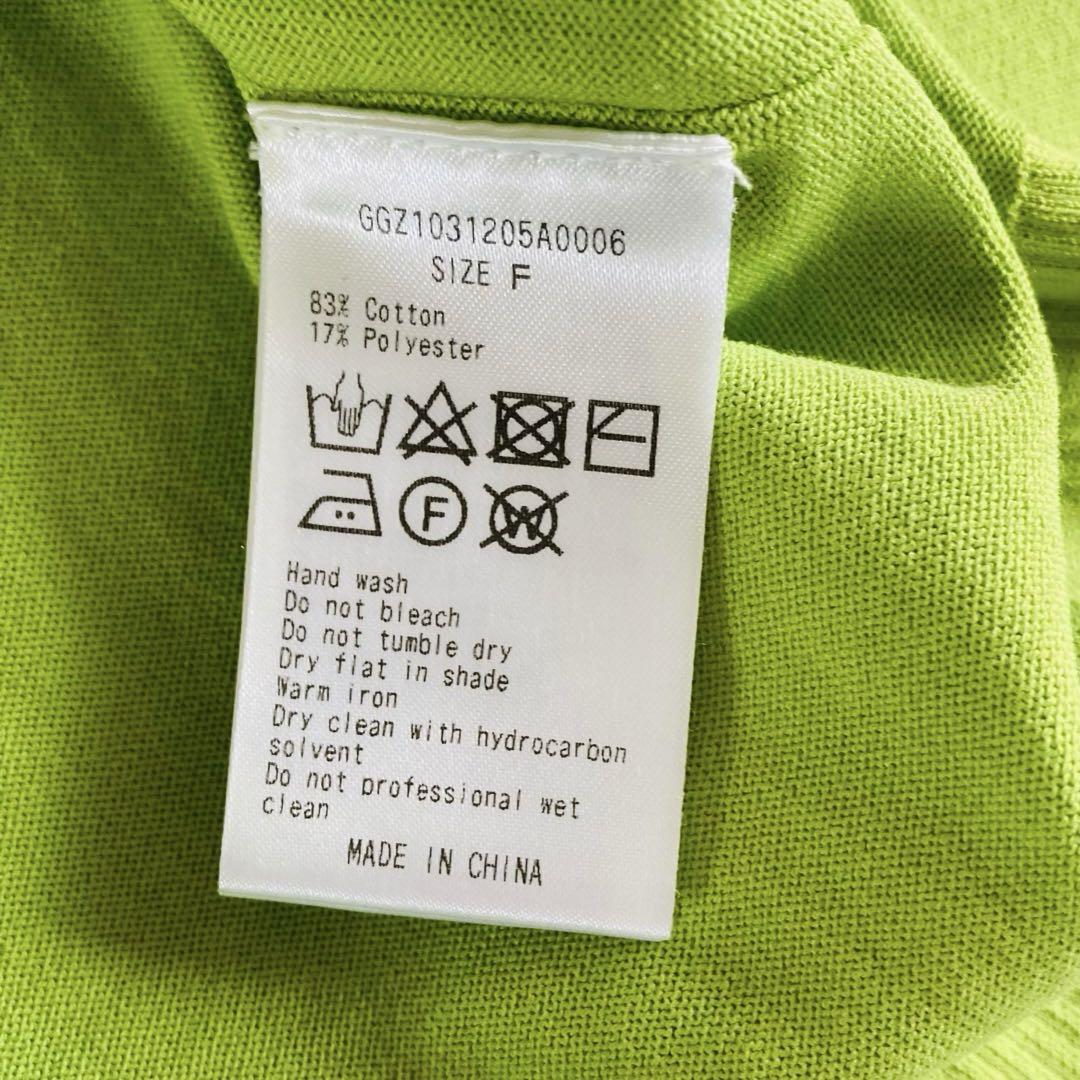 GGZ1031205A0006
SIZE F
83% Cotton
17% Polyester
F W
Hand wash
Do not bleach
Do not tumble dry
Dry flat in shade
Warm iron
Dry clean with hydrocarbon
solvent
Do not professional wet
clean
MADE IN CHINA